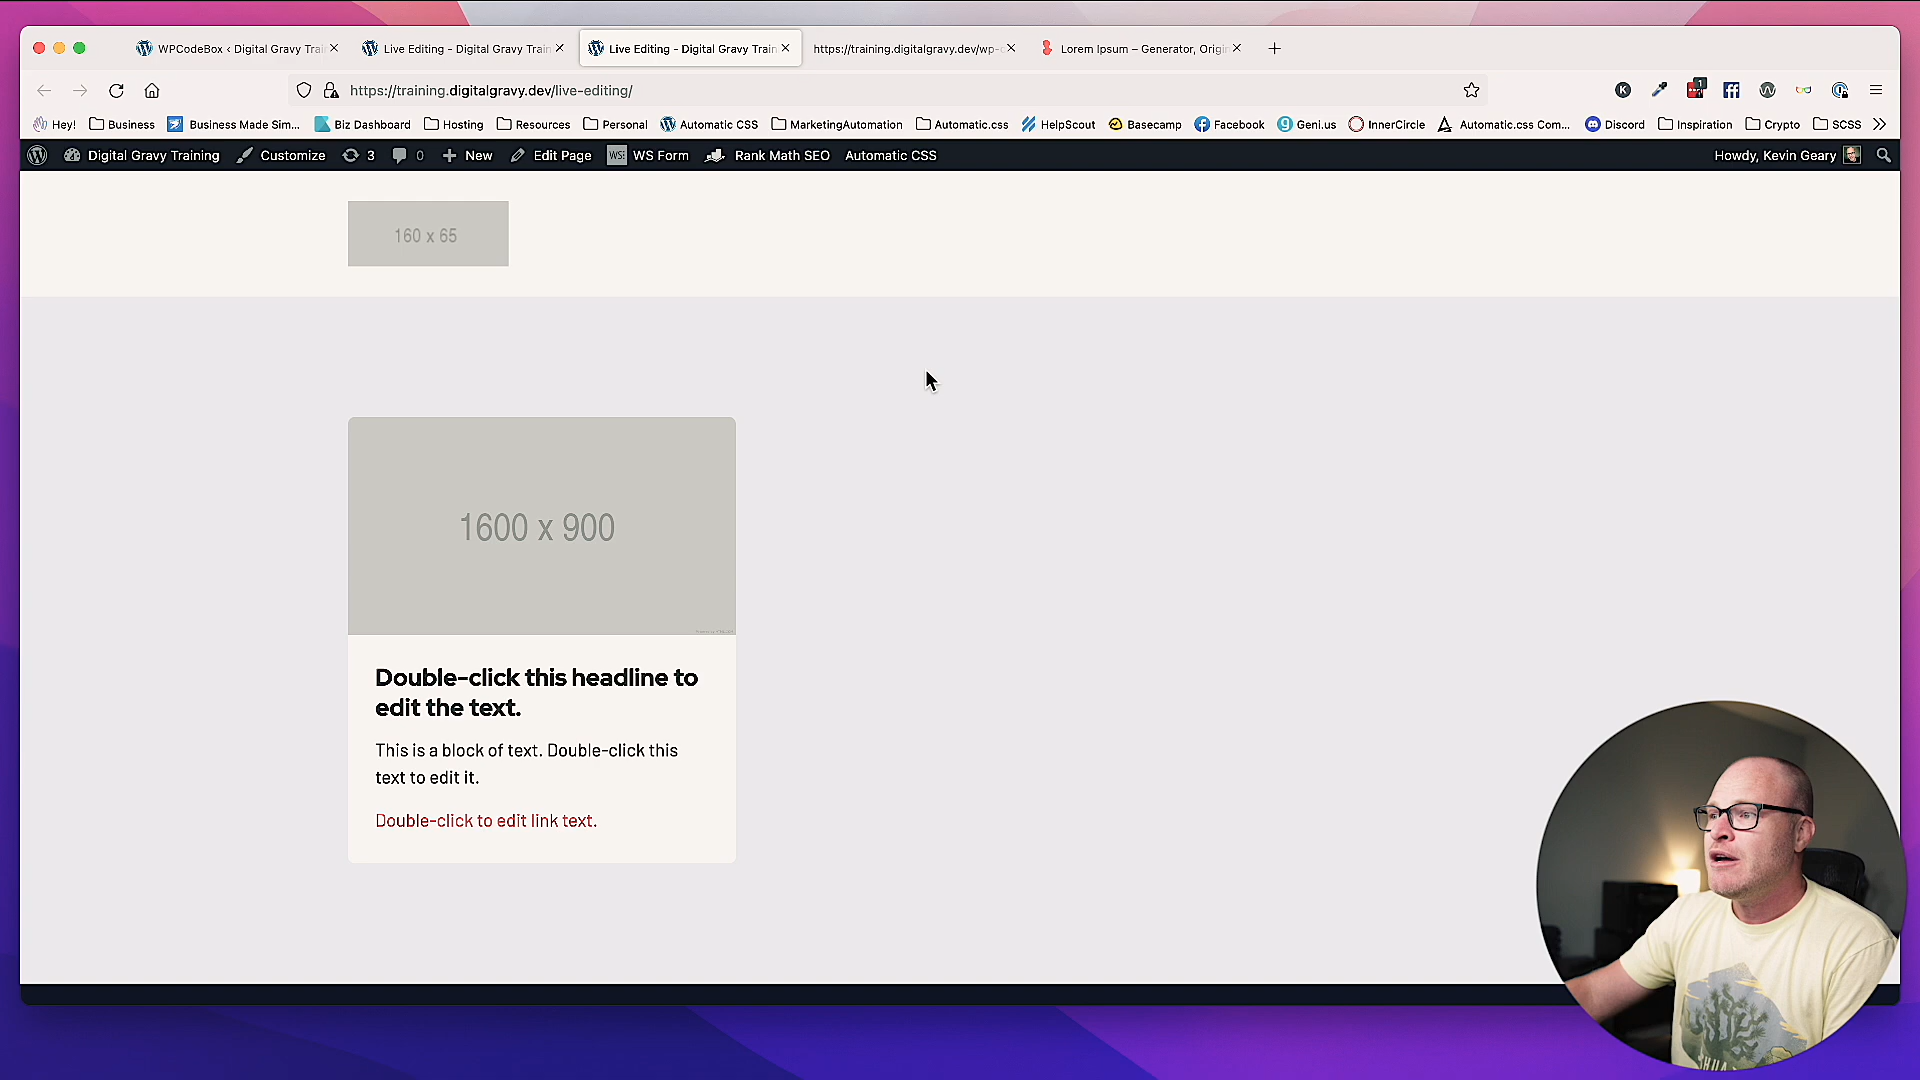 WPCodeBox ‹ Digital Gravy Trai
Live Editing - Digital Gravy Train
Live Editing - Digital Gravy Train
https://training.digitalgravy.dev/wp-
Lorem Ipsum – Generator, Origin
https://training.digitalgravy.dev/live-editing/
Hey!
Business
Business Made Sim...
Biz Dashboard
Hosting
Resources
Personal
Automatic CSS
MarketingAutomation
Automatic.css
HelpScout
Basecamp
Facebook
Geni.us
InnerCircle
Automatic.css Com...
Discord
Inspiration
Crypto
SCSS
Digital Gravy Training
Customize
3
0
New
Edit Page
WS Form
Rank Math SEO
Automatic CSS
Howdy, Kevin Geary
160 x 65
1600 x 900
Double-click this headline to
edit the text.
This is a block of text. Double-click this
text to edit it.
Double-click to edit link text.